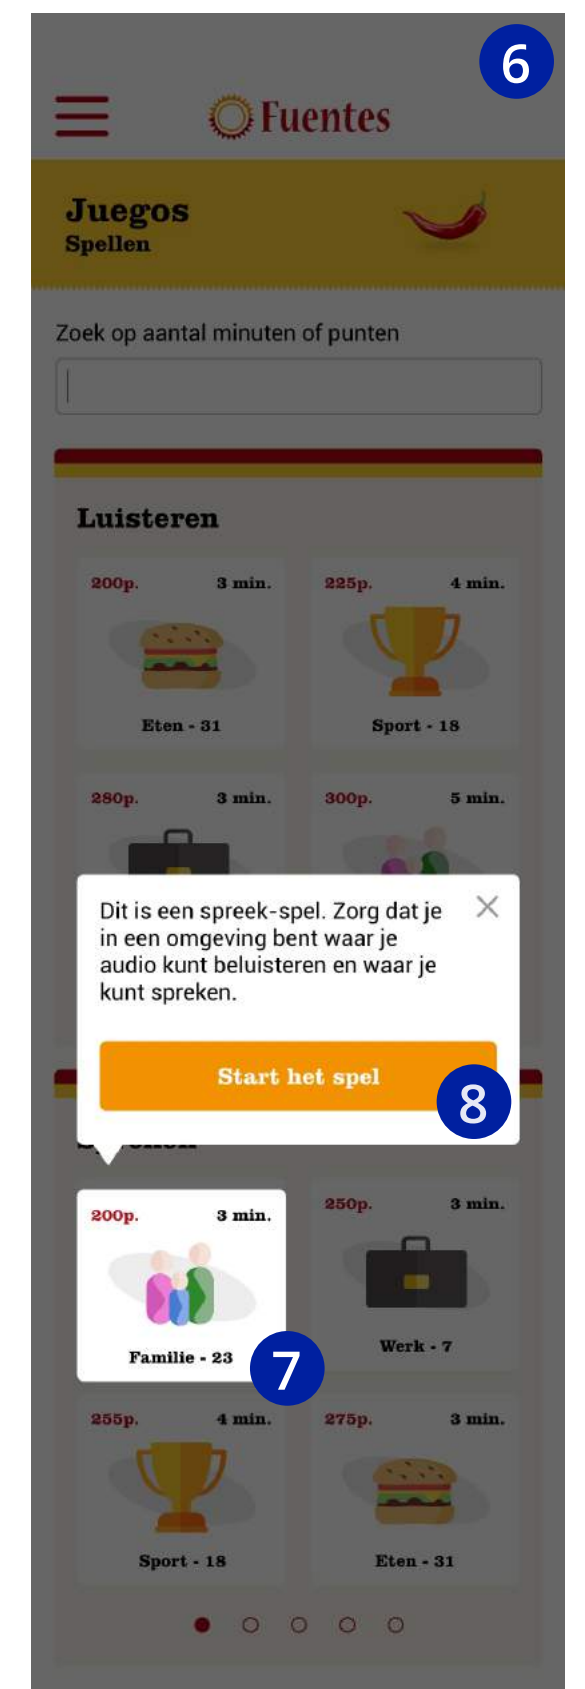 6
Fuentes
Juegos
Spellen
Zoek op aantal minuten of punten
Luisteren
200p. 3 min.
Eten - 31
225p. 4 min.
Sport - 18
280p. 3 min.
300p. 5 min.
Dit is een spreek-spel. Zorg dat je
in een omgeving bent waar je
audio kunt beluisteren en waar je
kunt spreken.
Start het spel
8
200p. 3 min.
Familie - 23
7
250p. 3 min.
Werk - 7
255p. 4 min.
Sport - 18
275p. 3 min.
Eten - 31